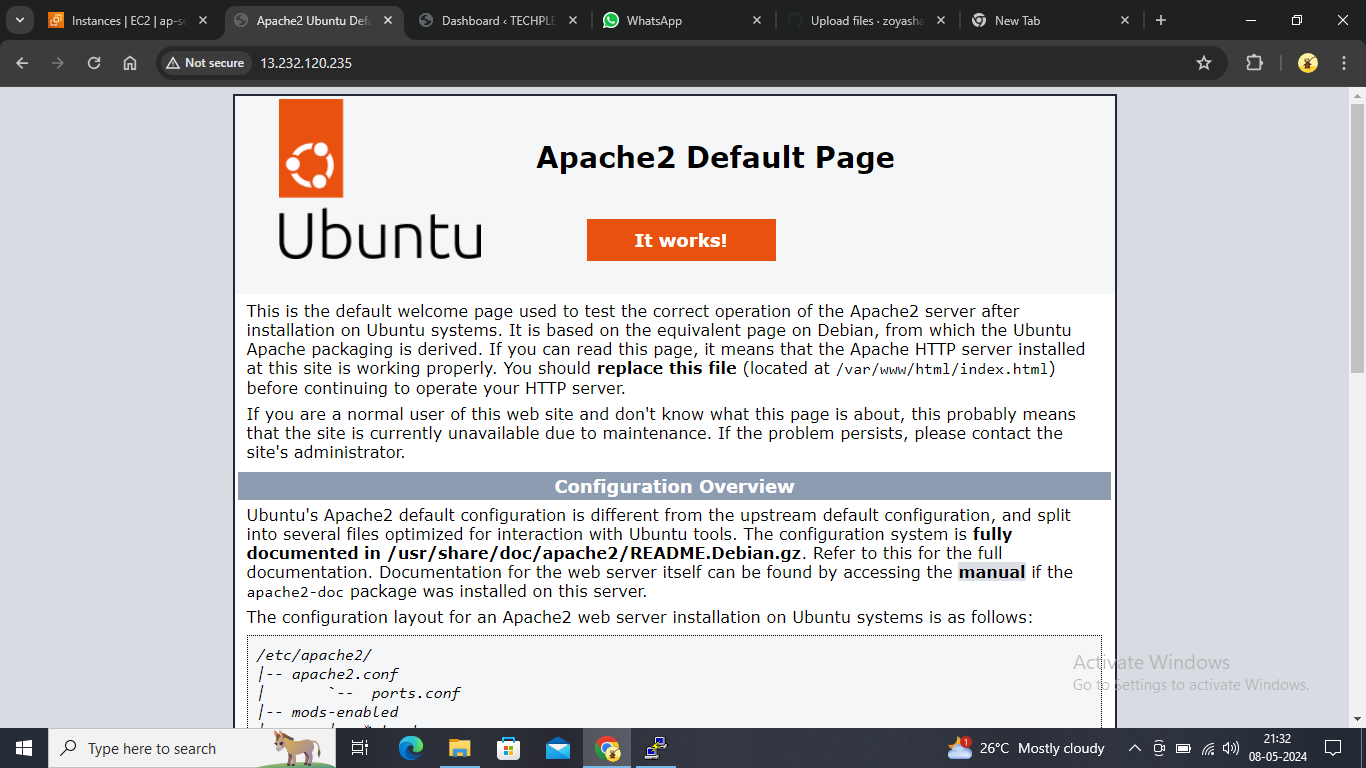 Instances | EC2 | ap-so
Apache2 Ubuntu Defa
Dashboard ‹ TECHPLE
WhatsApp
Upload files · zoyasha
New Tab
Not secure
13.232.120.235
Ubuntu
Apache2 Default Page
It works!
This is the default welcome page used to test the correct operation of the Apache2 server after
installation on Ubuntu systems. It is based on the equivalent page on Debian, from which the Ubuntu
Apache packaging is derived. If you can read this page, it means that the Apache HTTP server installed
at this site is working properly. You should replace this file (located at /var/www/html/index.html)
before continuing to operate your HTTP server.
If you are a normal user of this web site and don't know what this page is about, this probably means
that the site is currently unavailable due to maintenance. If the problem persists, please contact the
site's administrator.
Configuration Overview
Ubuntu's Apache2 default configuration is different from the upstream default configuration, and split
into several files optimized for interaction with Ubuntu tools. The configuration system is fully
documented in /usr/share/doc/apache2/README.Debian.gz. Refer to this for the full
documentation. Documentation for the web server itself can be found by accessing the manual if the
apache2-doc package was installed on this server.
The configuration layout for an Apache2 web server installation on Ubuntu systems is as follows:
/etc/apache2/
|-- apache2.conf
|       `--  ports.conf
|-- mods-enabled
Activate Windows
Go to Settings to activate Windows.
Type here to search
1
26°C Mostly cloudy
21:32
08-05-2024